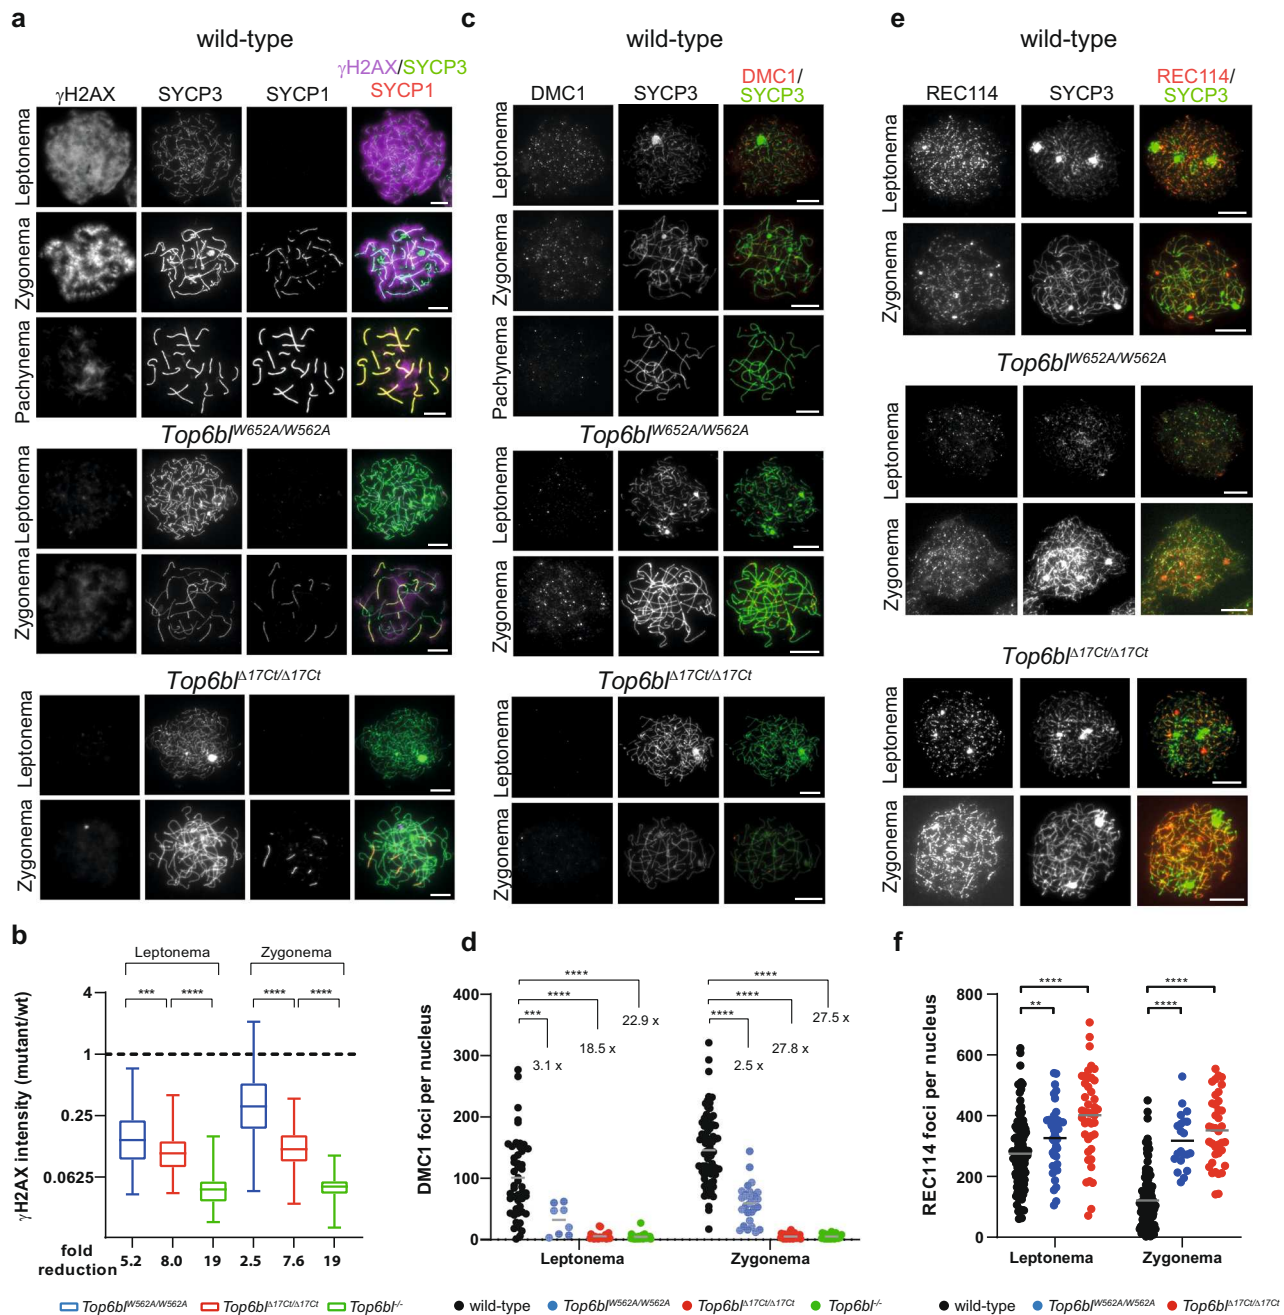 a
wild-type
γH2AX/SYCP3
γH2AX SYCP3 SYCP1 SYCP1
Leptonema
Zygonema
Pachynema
Top6bl^W652A/W562A
Leptonema
Zygonema
Top6bl^Δ17Ct/Δ17Ct
Leptonema
Zygonema
c
wild-type
DMC1/
DMC1 SYCP3 SYCP3
Leptonema
Zygonema
Pachynema
Top6bl^W652A/W562A
Leptonema
Zygonema
Top6bl^Δ17Ct/Δ17Ct
Leptonema
Zygonema
e
wild-type
REC114/
REC114 SYCP3 SYCP3
Leptonema
Zygonema
Top6bl^W652A/W562A
Leptonema
Zygonema
Top6bl^Δ17Ct/Δ17Ct
Leptonema
Zygonema
b
Leptonema Zygonema
*** **** **** ****
γH2AX intensity (mutant/wt)
4
1
0.25
0.0625
fold
reduction
5.2 8.0 19 2.5 7.6 19
Top6bl^W562A/W562A Top6bl^Δ17Ct/Δ17Ct Top6bl^-/-
d
DMC1 foci per nucleus
400
300
200
100
0
****
****
***
22.9 x
18.5 x
3.1 x
****
****
****
27.5 x
27.8 x
2.5 x
Leptonema Zygonema
wild-type Top6bl^W562A/W562A Top6bl^Δ17Ct/Δ17Ct Top6bl^-/-
f
REC114 foci per nucleus
800
600
400
200
0
****
**
****
****
Leptonema Zygonema
wild-type Top6bl^W562A/W562A Top6bl^Δ17Ct/Δ17Ct